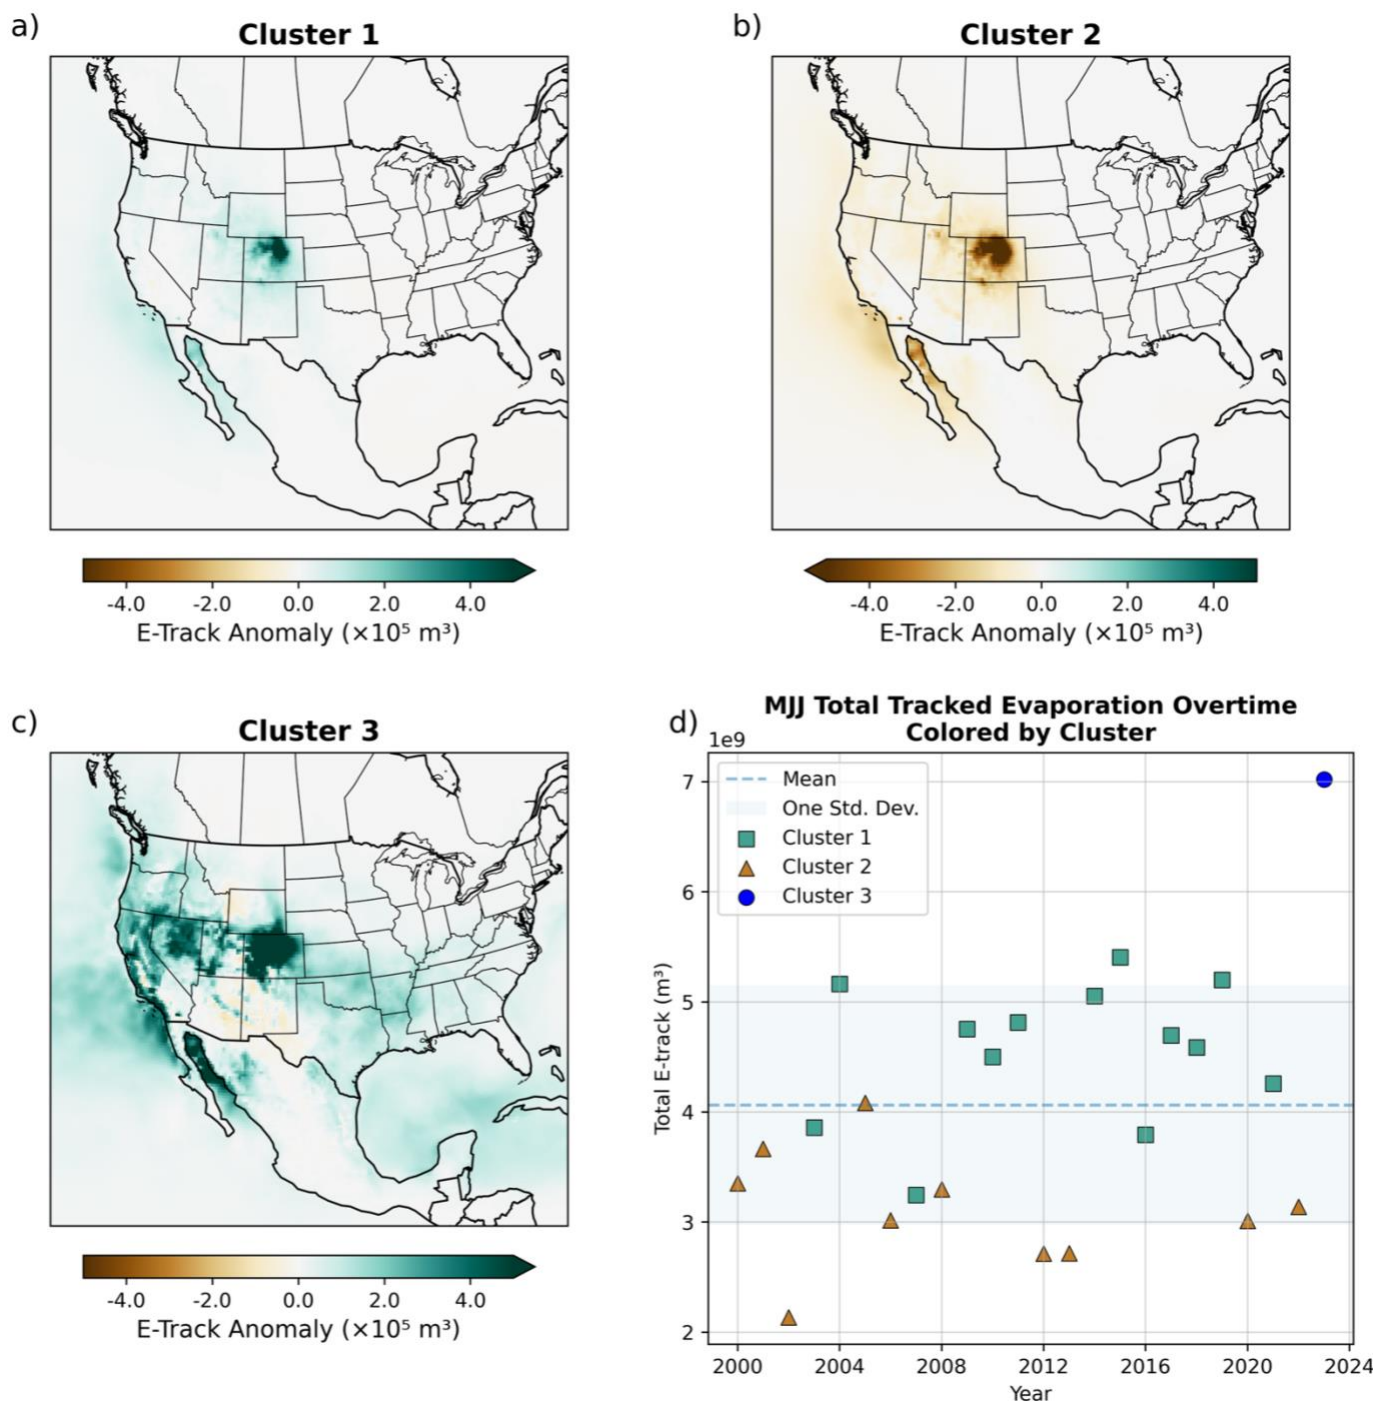 a)
Cluster 1
-4.0 -2.0 0.0 2.0 4.0
E-Track Anomaly (×10⁵ m³)
b)
Cluster 2
-4.0 -2.0 0.0 2.0 4.0
E-Track Anomaly (×10⁵ m³)
c)
Cluster 3
-4.0 -2.0 0.0 2.0 4.0
E-Track Anomaly (×10⁵ m³)
d)
MJJ Total Tracked Evaporation Overtime
Colored by Cluster
1e9
Mean
One Std. Dev.
Cluster 1
Cluster 2
Cluster 3
7
6
5
4
3
2
Total E-track (m³)
2000 2004 2008 2012 2016 2020 2024
Year